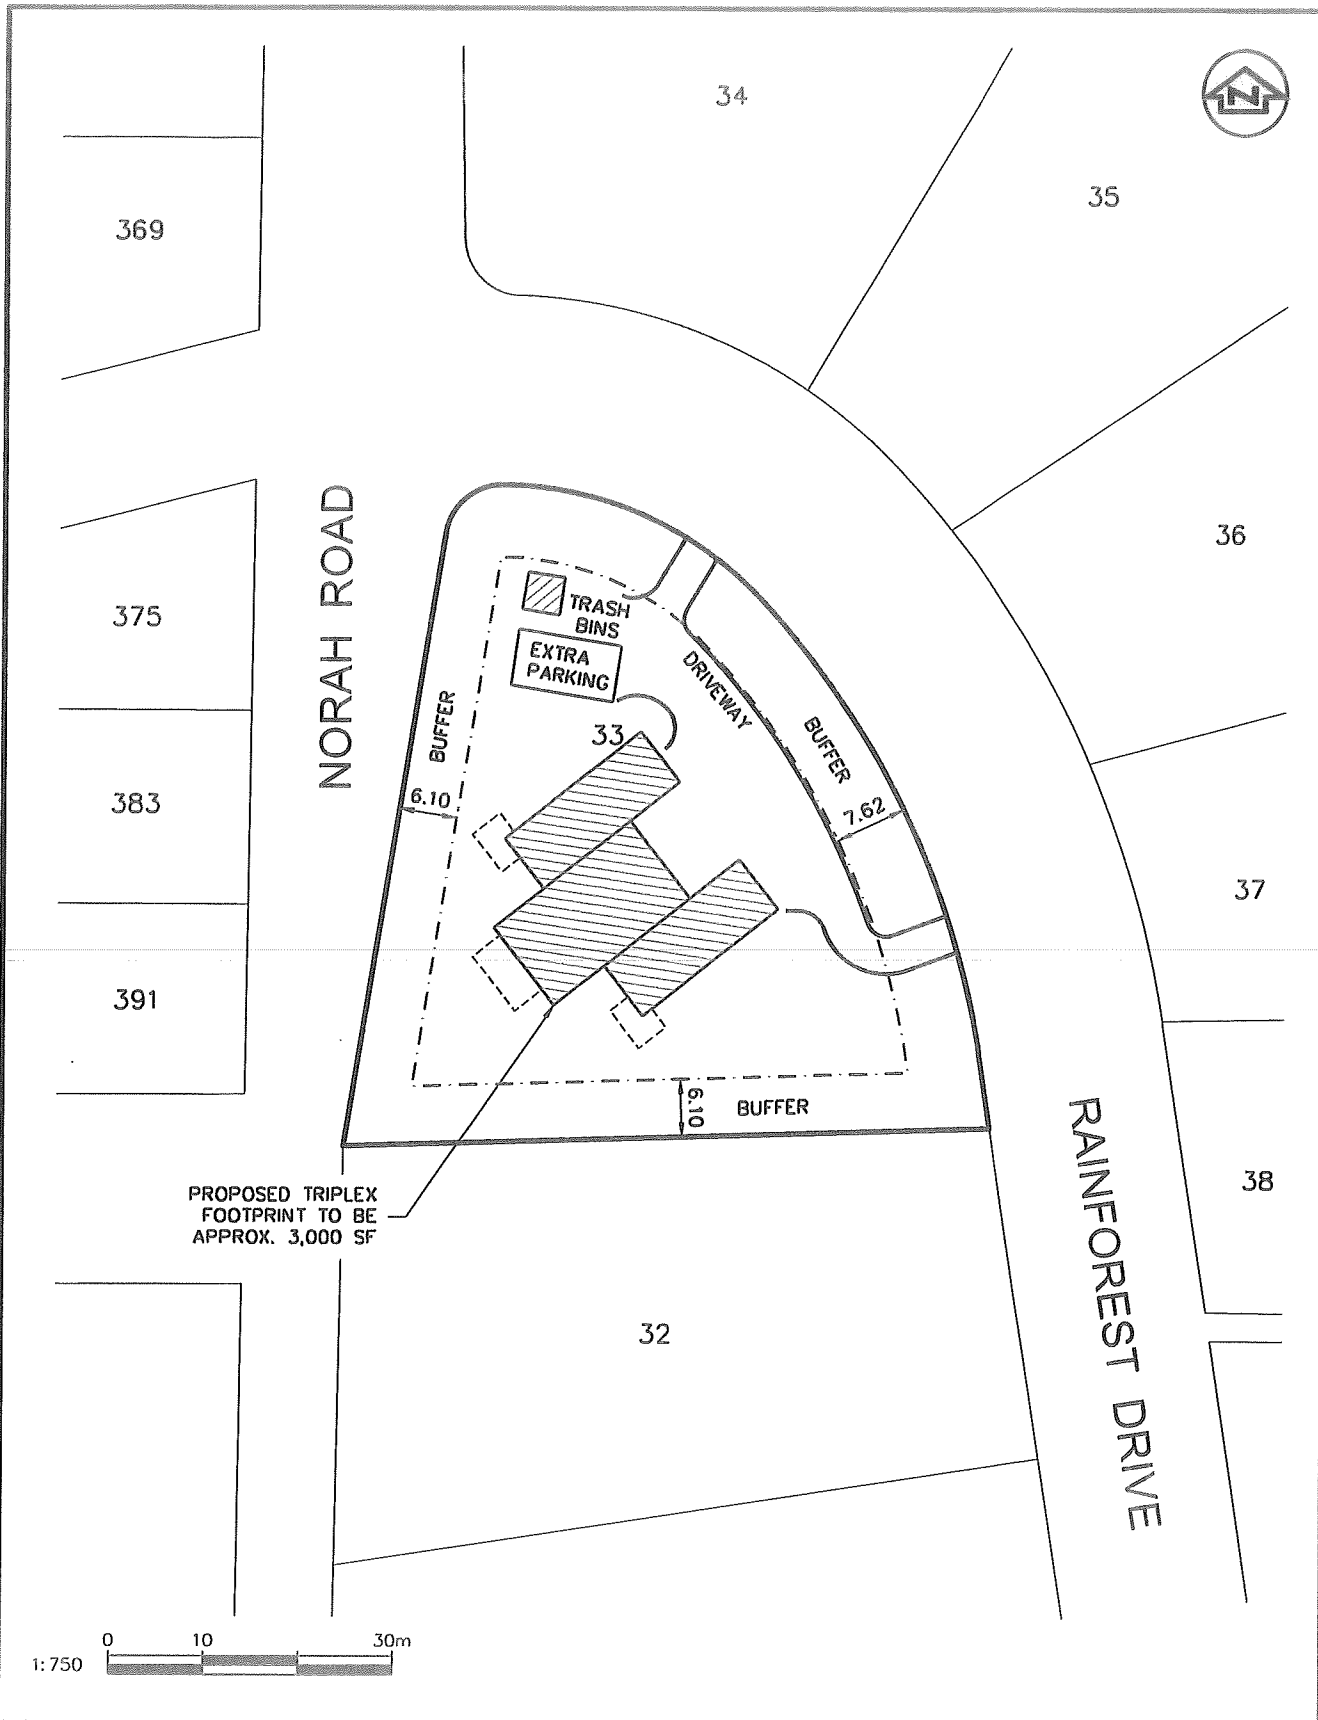 34
35
N
369
36
NORAH ROAD
375
TRASH
BINS
EXTRA
PARKING
DRIVEWAY
BUFFER
33
BUFFER
6.10
7.62
383
37
391
6.10
BUFFER
RAINFOREST DRIVE
38
PROPOSED TRIPLEX
FOOTPRINT TO BE
APPROX. 3,000 SF
32
0 10 30m
1:750